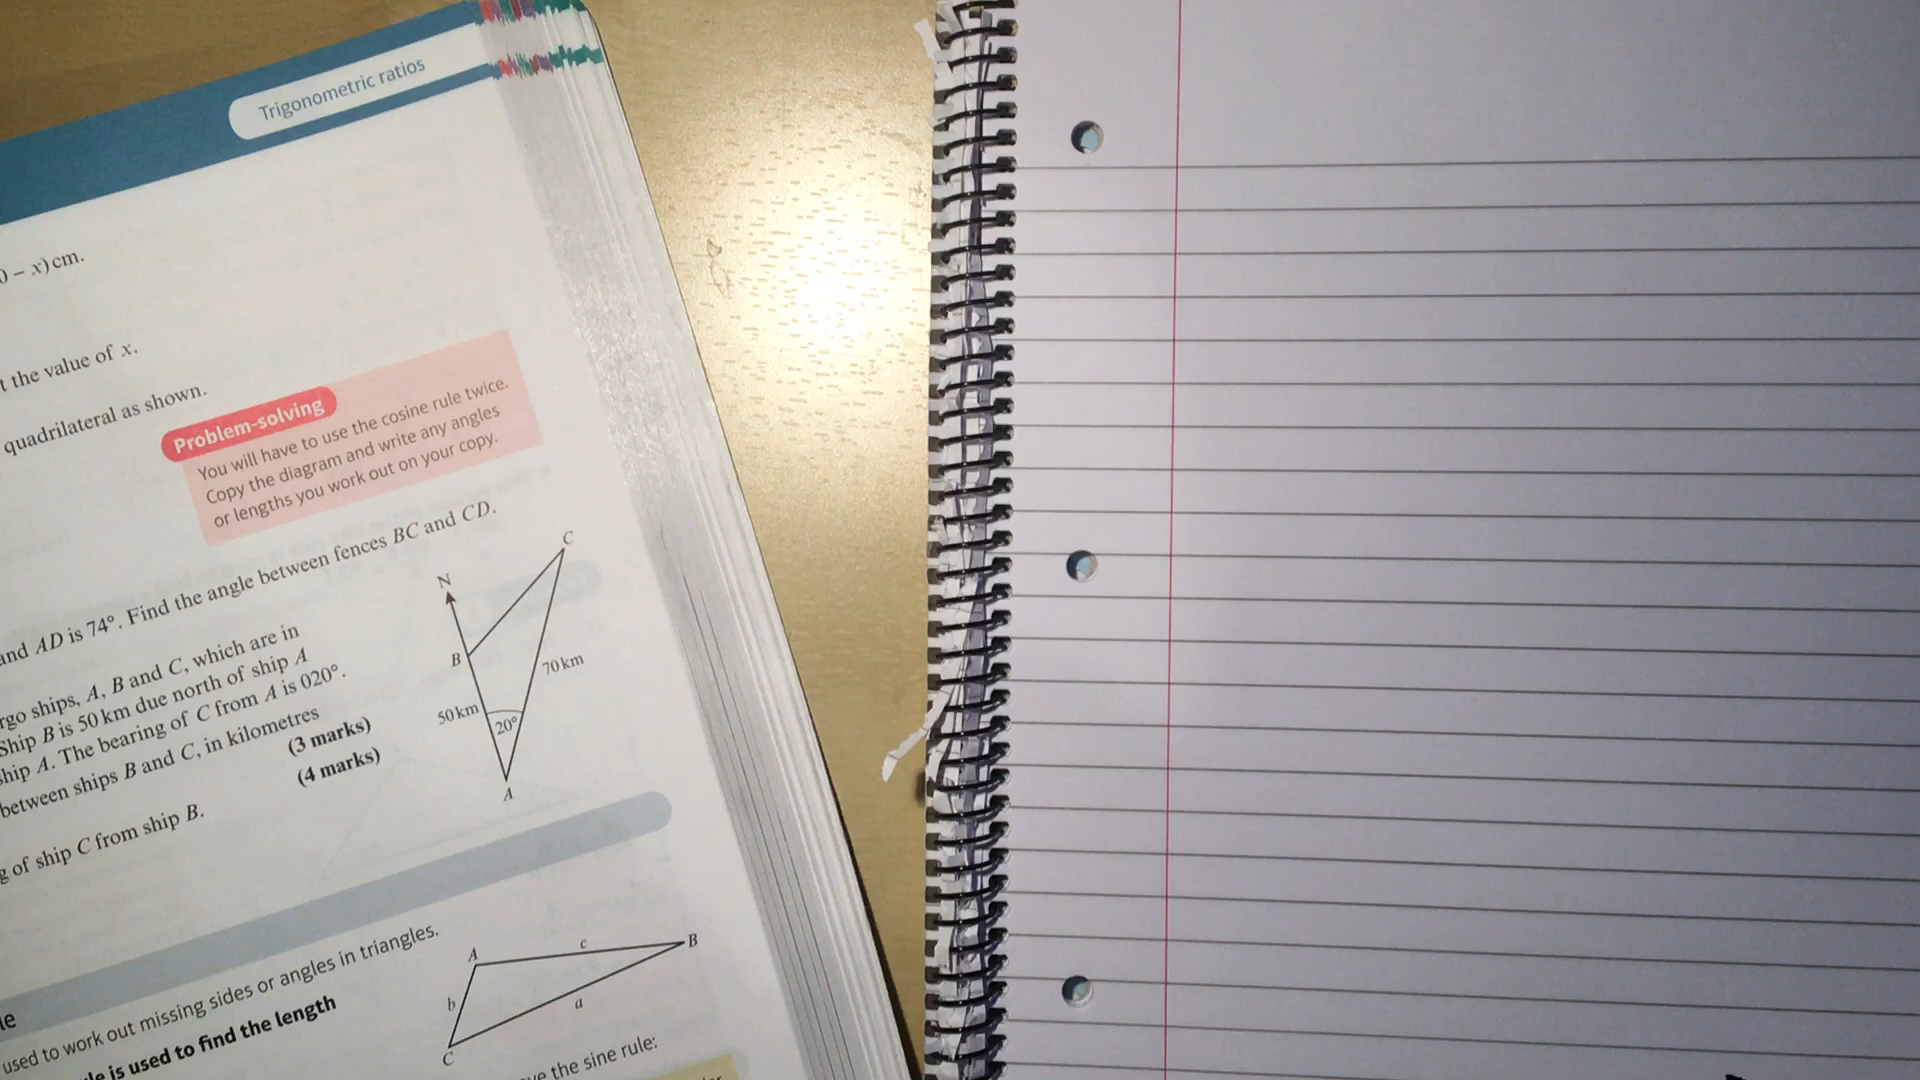 Trigonometric ratios
– x) cm.
the value of x.
quadrilateral as shown.
Problem-solving
You will have to use the cosine rule twice.
Copy the diagram and write any angles
or lengths you work out on your copy.
and AD is 74°. Find the angle between fences BC and CD.
ships, A, B and C, which are in
Ship B is 50 km due north of ship A
ship A. The bearing of C from A is 020°.
between ships B and C, in kilometres
(3 marks)
(4 marks)
of ship C from ship B.
N
C
B
70 km
50 km
20°
A
used to work out missing sides or angles in triangles.
is used to find the length
A
c
B
b
a
C
the sine rule: